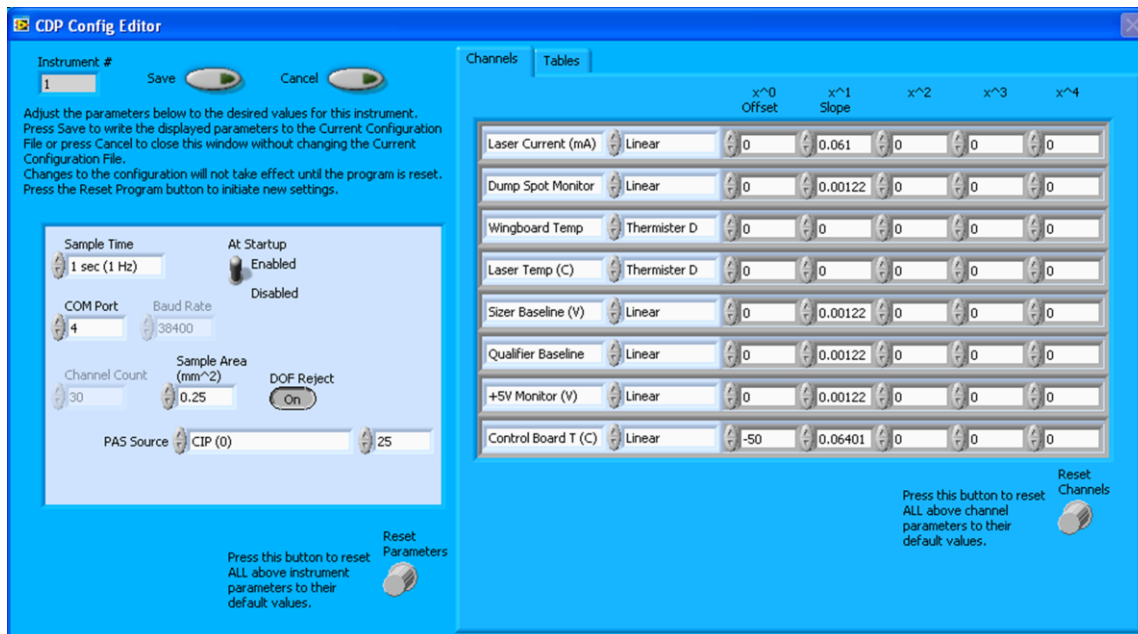 CDP Config Editor
Instrument #
1
Save
Cancel
Adjust the parameters below to the desired values for this instrument.
Press Save to write the displayed parameters to the Current Configuration
File or press Cancel to close this window without changing the Current
Configuration File.
Changes to the configuration will not take effect until the program is reset.
Press the Reset Program button to initiate new settings.
Sample Time
1 sec (1 Hz)
At Startup
Enabled
Disabled
COM Port
4
Baud Rate
38400
Channel Count
30
Sample Area
(mm^2)
0.25
DOF Reject
On
PAS Source CIP (0) 25
Press this button to reset
ALL above instrument
parameters to their
default values.
Reset
Parameters
Channels Tables
x^0 x^1 x^2 x^3 x^4
Offset Slope
Laser Current (mA) Linear 0 0.061 0 0 0
Dump Spot Monitor Linear 0 0.00122 0 0 0
Wingboard Temp Thermister D 0 0 0 0 0
Laser Temp (C) Thermister D 0 0 0 0 0
Sizer Baseline (V) Linear 0 0.00122 0 0 0
Qualifier Baseline Linear 0 0.00122 0 0 0
+5V Monitor (V) Linear 0 0.00122 0 0 0
Control Board T (C) Linear -50 0.06401 0 0 0
Press this button to reset
ALL above channel
parameters to their
default values.
Reset
Channels